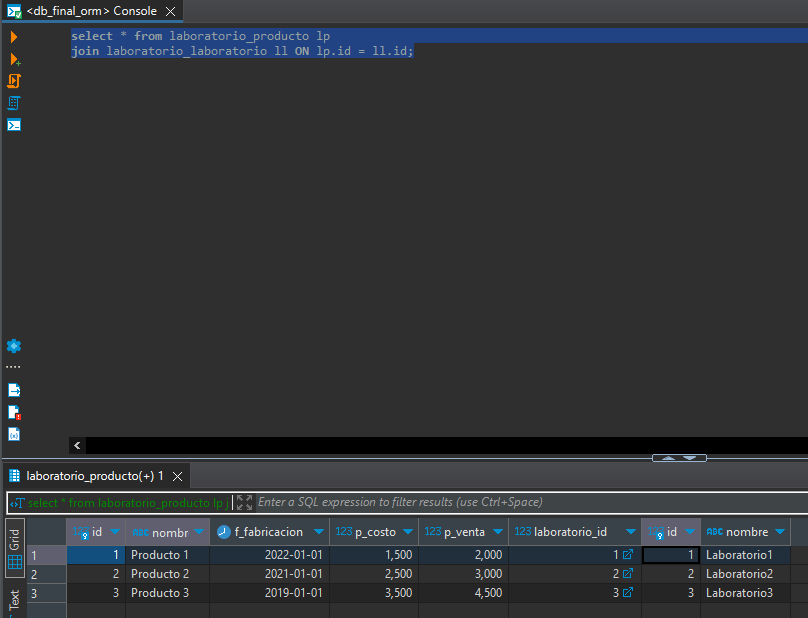 <db_final_orm> Console
select * from laboratorio_producto lp
join laboratorio_laboratorio ll ON lp.id = ll.id;
laboratorio_producto(+) 1
select * from laboratorio_producto lp j Enter a SQL expression to filter results (use Ctrl+Space)
Grid
Text
123 id ABC nombr f_fabricacion 123 p_costo 123 p_venta 123 laboratorio_id 123 id ABC nombre
1 1 Producto 1 2022-01-01 1,500 2,000 1 1 Laboratorio1
2 2 Producto 2 2021-01-01 2,500 3,000 2 2 Laboratorio2
3 3 Producto 3 2019-01-01 3,500 4,500 3 3 Laboratorio3